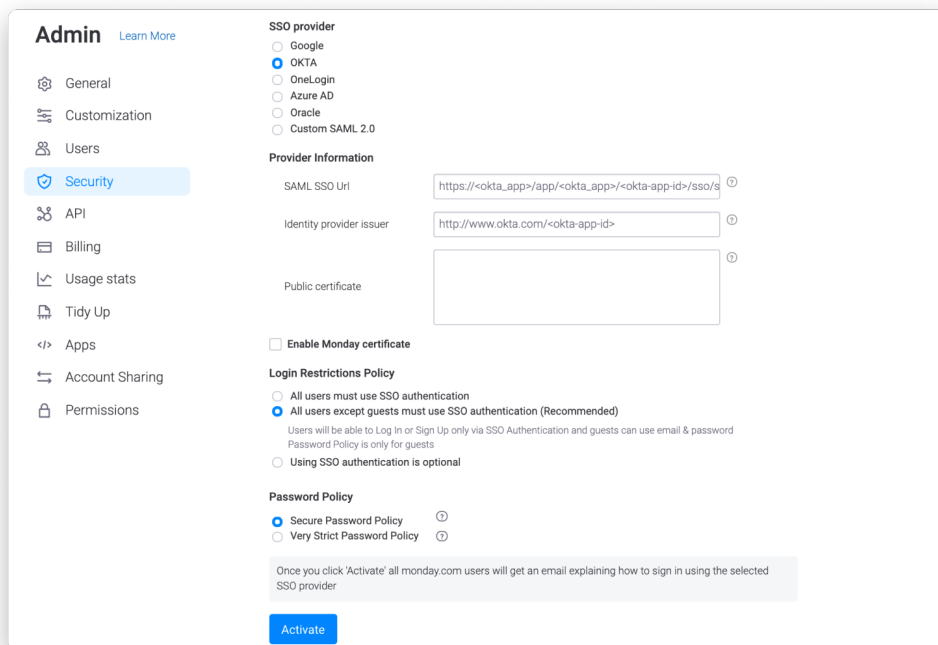 Admin
Learn More
General
Customization
Users
Security
API
Billing
Usage stats
Tidy Up
Apps
Account Sharing
Permissions
SSO provider
Google
OKTA
OneLogin
Azure AD
Oracle
Custom SAML 2.0
Provider Information
SAML SSO Url
https://<okta_app>/app/<okta_app>/<okta-app-id>/sso/s
Identity provider issuer
http://www.okta.com/<okta-app-id>
Public certificate
Enable Monday certificate
Login Restrictions Policy
All users must use SSO authentication
All users except guests must use SSO authentication (Recommended)
Users will be able to Log In or Sign Up only via SSO Authentication and guests can use email & password
Password Policy is only for guests
Using SSO authentication is optional
Password Policy
Secure Password Policy
Very Strict Password Policy
Once you click 'Activate' all monday.com users will get an email explaining how to sign in using the selected
SSO provider
Activate